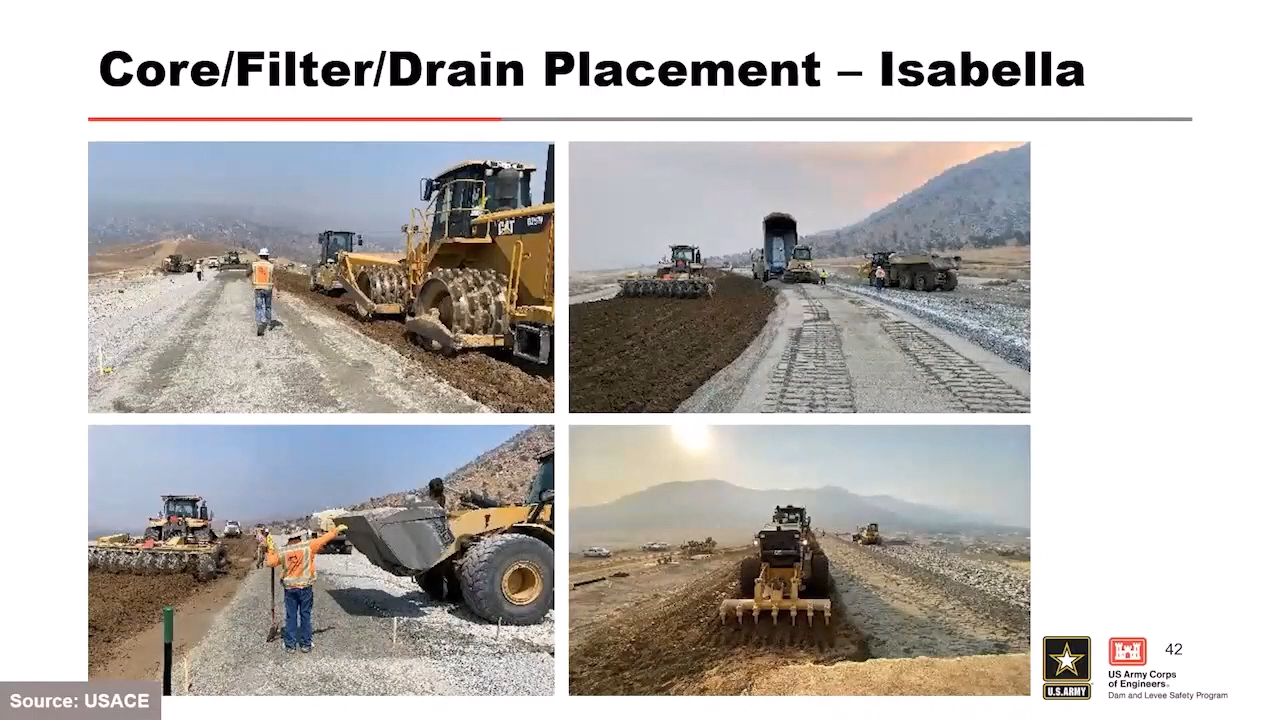 Core/Filter/Drain Placement – Isabella
CAT
U.S.ARMY
US Army Corps
of Engineers®
Dam and Levee Safety Program
42
Source: USACE